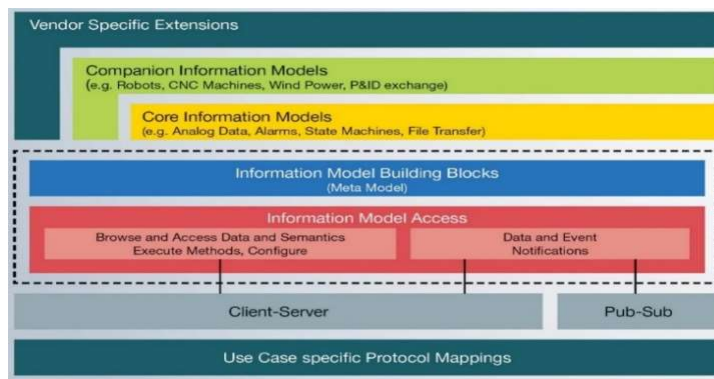 Vendor Specific Extensions
Companion Information Models
(e.g. Robots, CNC Machines, Wind Power, P&ID exchange)
Core Information Models
(e.g. Analog Data, Alarms, State Machines, File Transfer)
Information Model Building Blocks
(Meta Model)
Information Model Access
Browse and Access Data and Semantics
Execute Methods, Configure
Data and Event
Notifications
Client-Server
Pub-Sub
Use Case specific Protocol Mappings